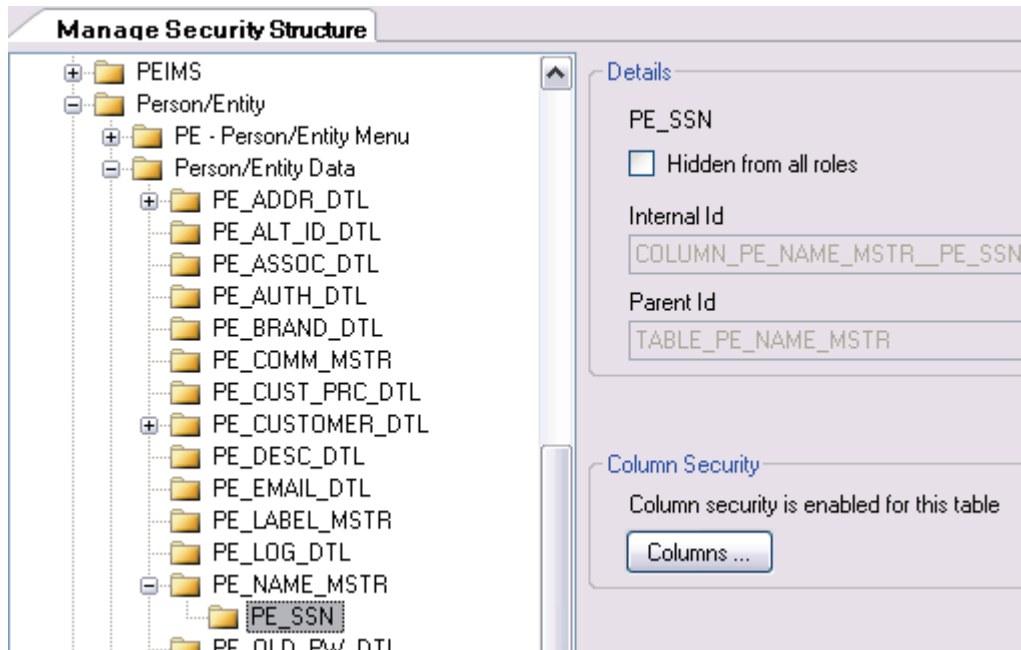 Manage Security Structure
PEIMS
Person/Entity
PE - Person/Entity Menu
Person/Entity Data
PE_ADDR_DTL
PE_ALT_ID_DTL
PE_ASSOC_DTL
PE_AUTH_DTL
PE_BRAND_DTL
PE_COMM_MSTR
PE_CUST_PRC_DTL
PE_CUSTOMER_DTL
PE_DESC_DTL
PE_EMAIL_DTL
PE_LABEL_MSTR
PE_LOG_DTL
PE_NAME_MSTR
PE_SSN
PE_OLD_PW_DTL
Details
PE_SSN
Hidden from all roles
Internal Id
COLUMN_PE_NAME_MSTR__PE_SSN
Parent Id
TABLE_PE_NAME_MSTR
Column Security
Column security is enabled for this table
Columns ...